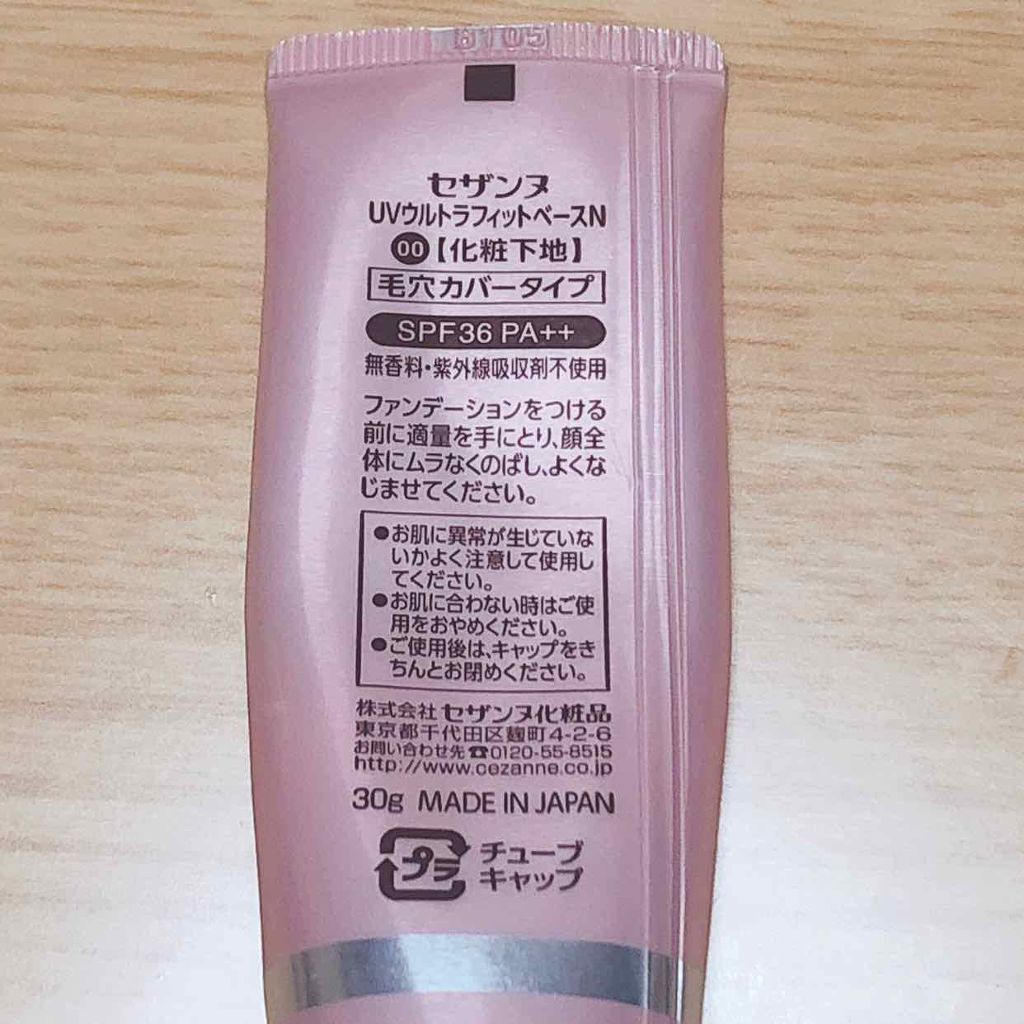 6105
セザンヌ
UVウルトラフィットベースN
00【化粧下地】
毛穴カバータイプ
SPF36 PA++
無香料・紫外線吸収剤不使用
ファンデーションをつける
前に適量を手にとり、顔全
体にムラなくのばし、よくな
じませてください。
●お肌に異常が生じていな
いかよく注意して使用し
てください。
●お肌に合わない時はご使
用をおやめください。
●ご使用後は、キャップをき
ちんとお閉めください。
株式会社 セザンヌ化粧品
東京都千代田区麹町4-2-6
お問い合わせ先☎0120-55-8515
http://www.cezanne.co.jp
30g MADE IN JAPAN
プラ チューブ
キャップ